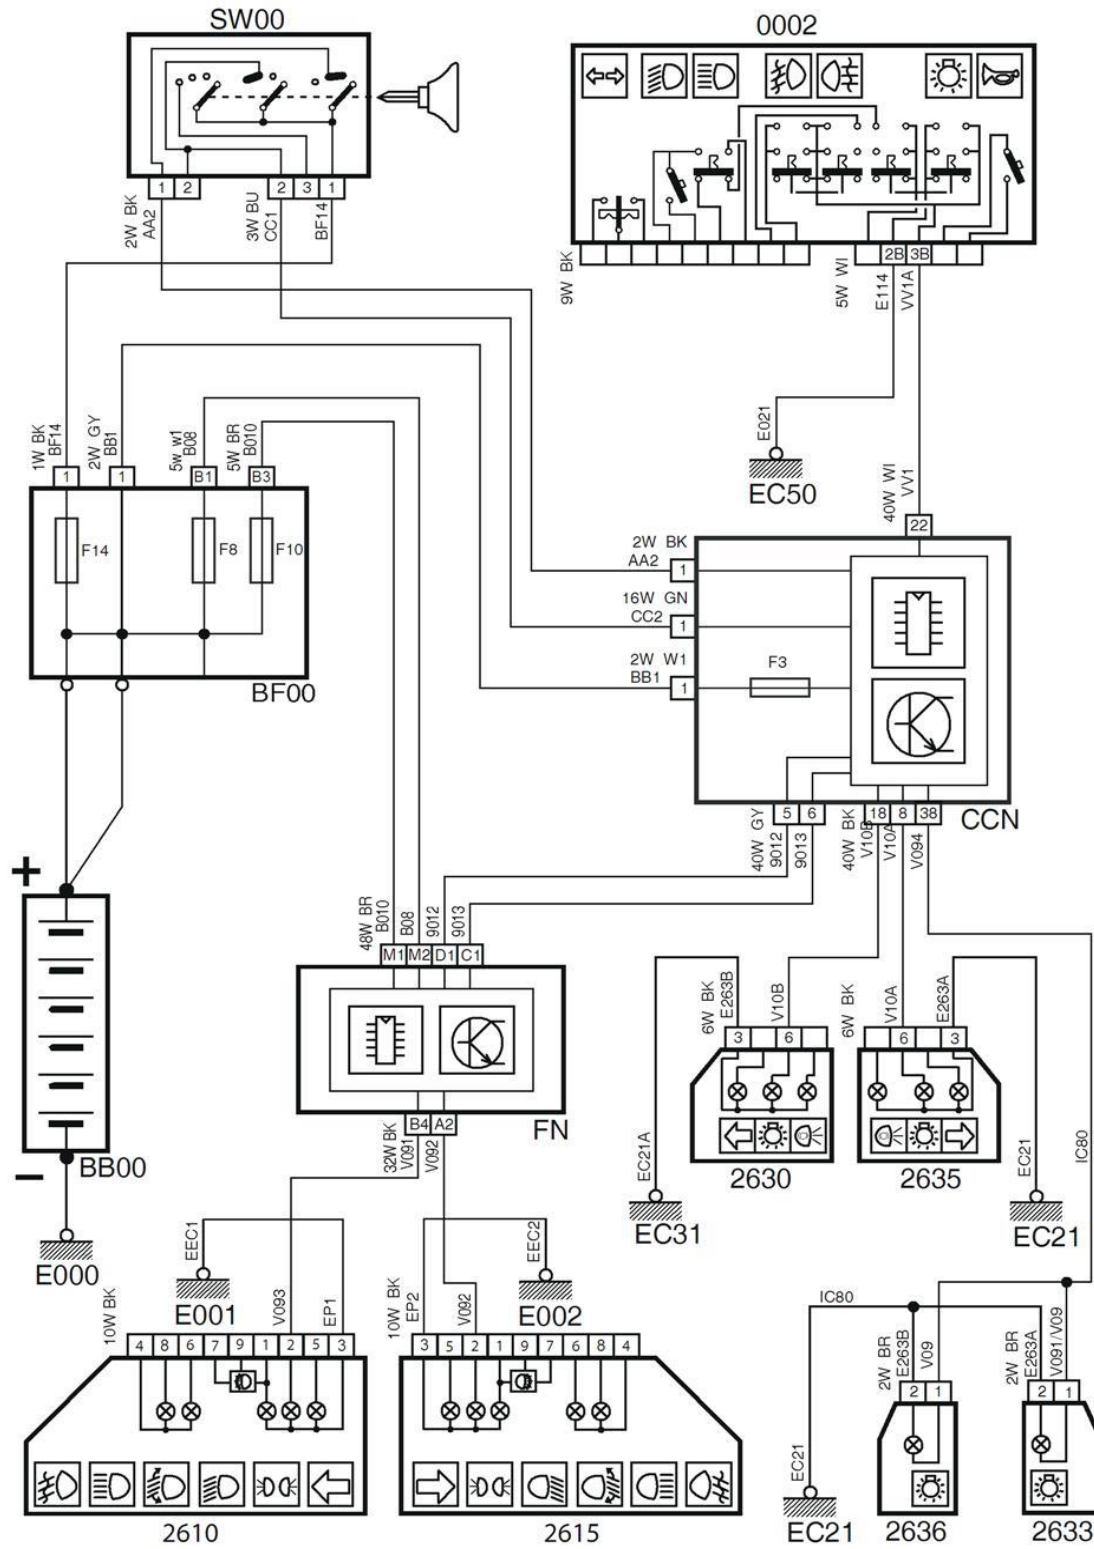 SW00
0002
1 2 2 3 1
2W BK
AA2
3W BU
CC1
BF14
9W BK
5W WI
2B 3B
E114
VV1A
E021
EC50
40W WI
VV1
22
1W BK
BF14
2W GY
BB1
5w w1
B08
5W BR
B010
1 1 B1 B3
F14 F8 F10
BF00
2W BK
AA2 1
16W GN
CC2 1
2W W1
BB1 1
F3
5 6 18 8 38
CCN
40W GY
9012
9013
40W BK
V10B
V10A
V094
+
−
BB00
E000
48W BR
B010
B08
9012
9013
M1 M2 D1 C1
FN
B4 A2
32W BK
V091
V092
6W BK
E263B
V10B
6W BK
V10A
E263A
3 6 6 3
2630 2635
EC21A
EC31
EC21
EC21
IC80
EEC1
E001
V093
EP1
10W BK
4 8 6 7 9 1 2 5 3
2610
EEC2
E002
10W BK
EP2
V092
3 5 2 1 9 7 6 8 4
2615
IC80
EC21
EC21
2W BR
E263B
V09
2 1
2636
2W BR
E263A
V091/V09
2 1
2633